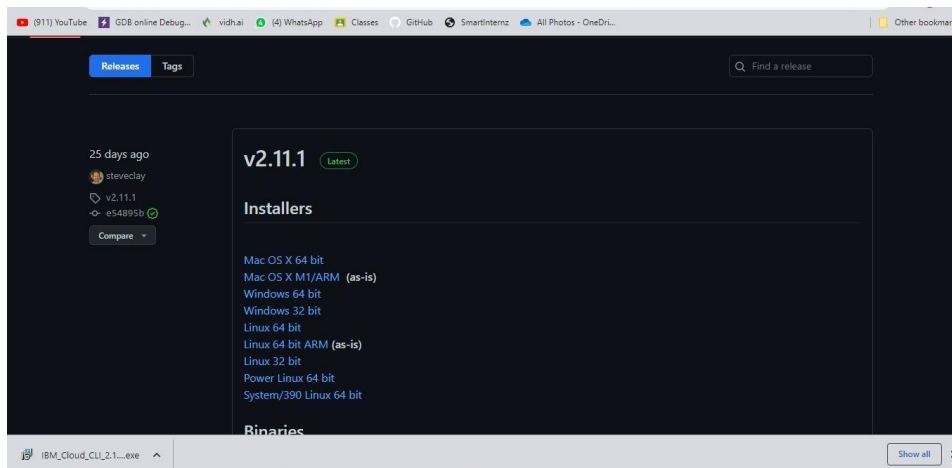 (911) YouTube GDB online Debug... vidh.ai (4) WhatsApp Classes GitHub SmartInternz All Photos - OneDri... Other bookmar
Releases Tags Find a release
25 days ago
steveclay
v2.11.1
e54895b
Compare
v2.11.1 Latest
Installers
Mac OS X 64 bit
Mac OS X M1/ARM (as-is)
Windows 64 bit
Windows 32 bit
Linux 64 bit
Linux 64 bit ARM (as-is)
Linux 32 bit
Power Linux 64 bit
System/390 Linux 64 bit
Binaries
IBM_Cloud_CLI_2.1....exe Show all